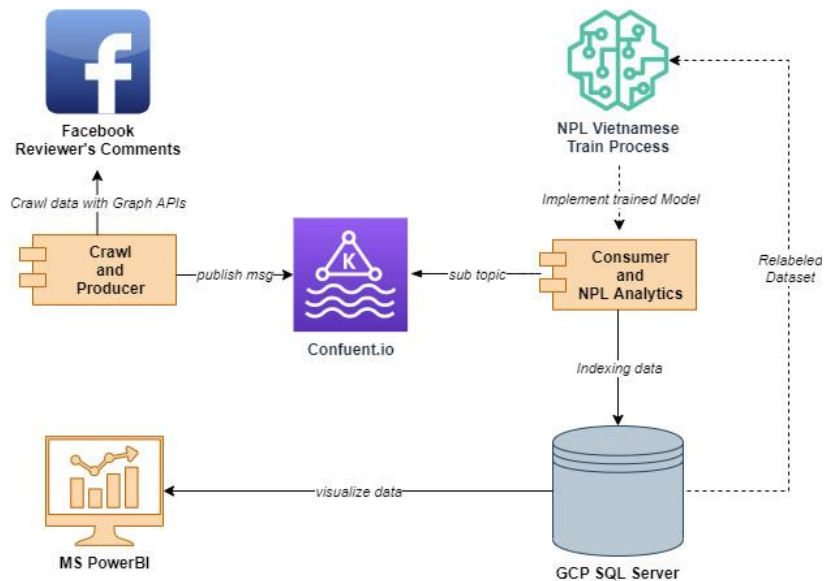 f
Facebook
Reviewer's Comments
NPL Vietnamese
Train Process
Crawl data with Graph APIs
Implement trained Model
Crawl
and
Producer
publish msg
K
sub topic
Consumer
and
NPL Analytics
Relabeled
Dataset
Confuent.io
Indexing data
visualize data
MS PowerBI
GCP SQL Server